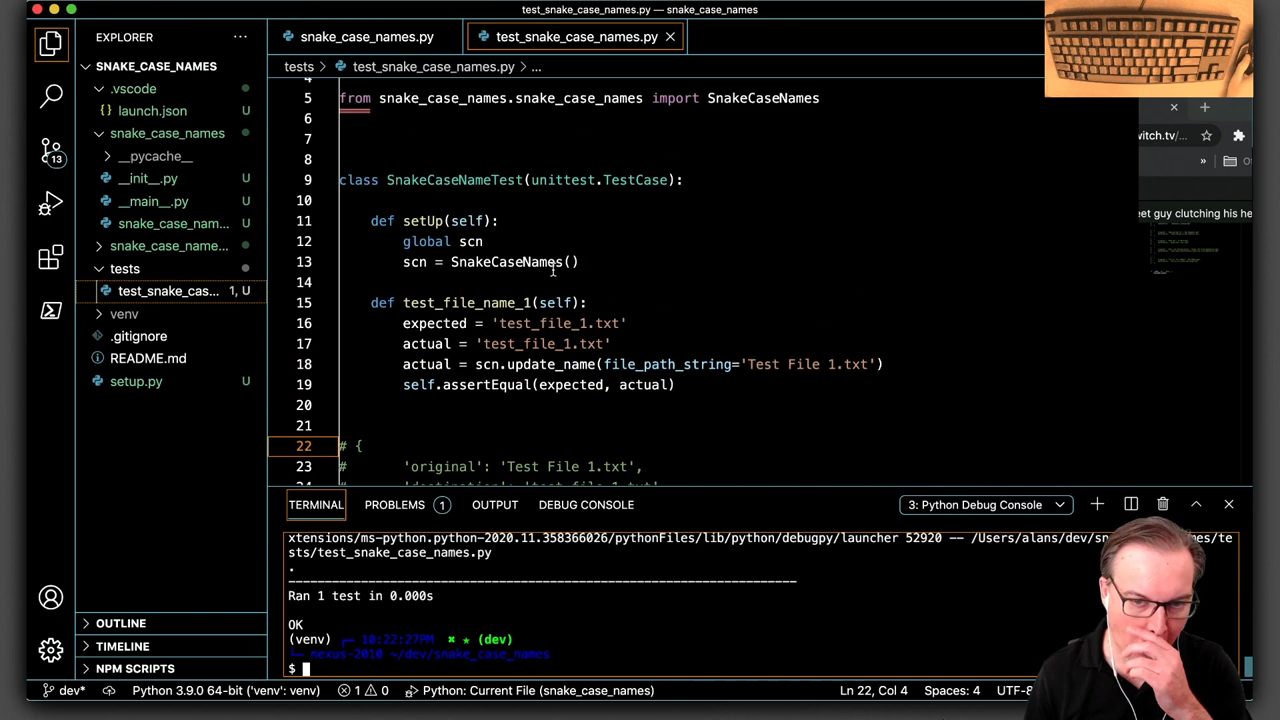 test_snake_case_names.py — snake_case_names
EXPLORER
snake_case_names.py
test_snake_case_names.py
SNAKE_CASE_NAMES
tests > test_snake_case_names.py > ...
.vscode
launch.json U
snake_case_names
__pycache__
__init__.py U
__main__.py U
snake_case_nam... U
snake_case_name...
tests
test_snake_cas... 1, U
venv
.gitignore
README.md
setup.py U
OUTLINE
TIMELINE
NPM SCRIPTS
13
5 from snake_case_names.snake_case_names import SnakeCaseNames
6
7
8
9 class SnakeCaseNameTest(unittest.TestCase):
10
11 def setUp(self):
12 global scn
13 scn = SnakeCaseNames()
14
15 def test_file_name_1(self):
16 expected = 'test_file_1.txt'
17 actual = 'test_file_1.txt'
18 actual = scn.update_name(file_path_string='Test File 1.txt')
19 self.assertEqual(expected, actual)
20
21
22 # {
23 # 'original': 'Test File 1.txt',
witch.tv/...
eet guy clutching his he
TERMINAL PROBLEMS 1 OUTPUT DEBUG CONSOLE 3: Python Debug Console
xtensions/ms-python.python-2020.11.358366026/pythonFiles/lib/python/debugpy/launcher 52920 -- /Users/alans/dev/sn
sts/test_snake_case_names.py
.
----------------------------------------------------------------------
Ran 1 test in 0.000s
OK
(venv) 10:22:27PM ✖ ★ (dev)
nexus-2010 ~/dev/snake_case_names
$
dev* Python 3.9.0 64-bit ('venv': venv) 1 0 Python: Current File (snake_case_names) Ln 22, Col 4 Spaces: 4 UTF-8